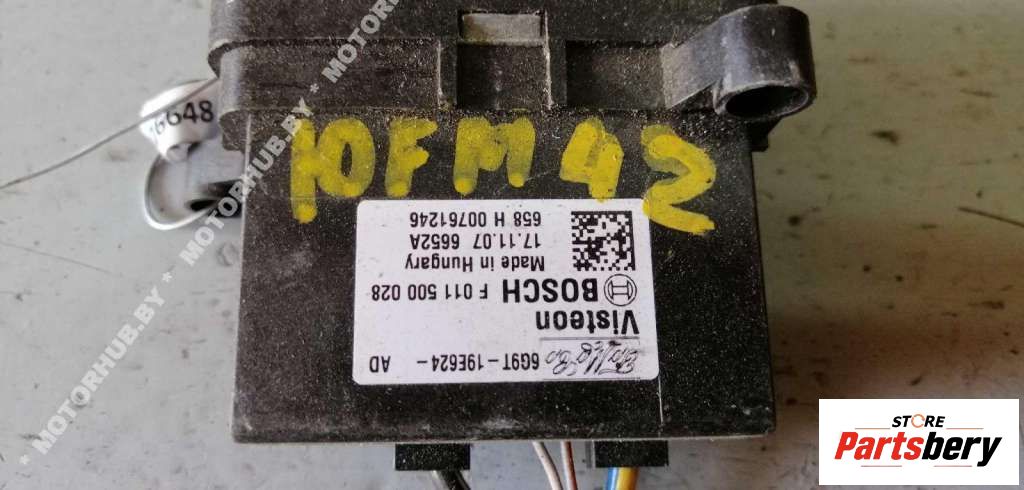 16648
10FM42
658 H 00761246
17.11.07 6652A
Made in Hungary
BOSCH F 011 500 028
Visteon
6G9T-19E624- AD
STORE
Partsbery
* MOTORHUB.BY * MOTORHUB.BY * MOTORHUB.BY *